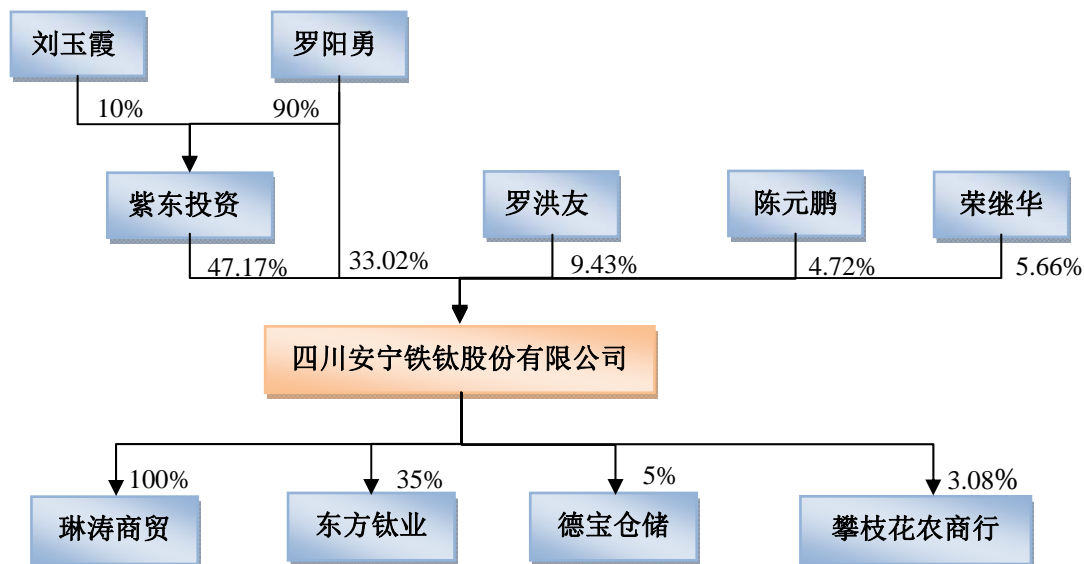 刘玉霞
罗阳勇
10%
90%
紫东投资
罗洪友
陈元鹏
荣继华
47.17%
33.02%
9.43%
4.72%
5.66%
四川安宁铁钛股份有限公司
100%
35%
5%
3.08%
琳涛商贸
东方钛业
德宝仓储
攀枝花农商行